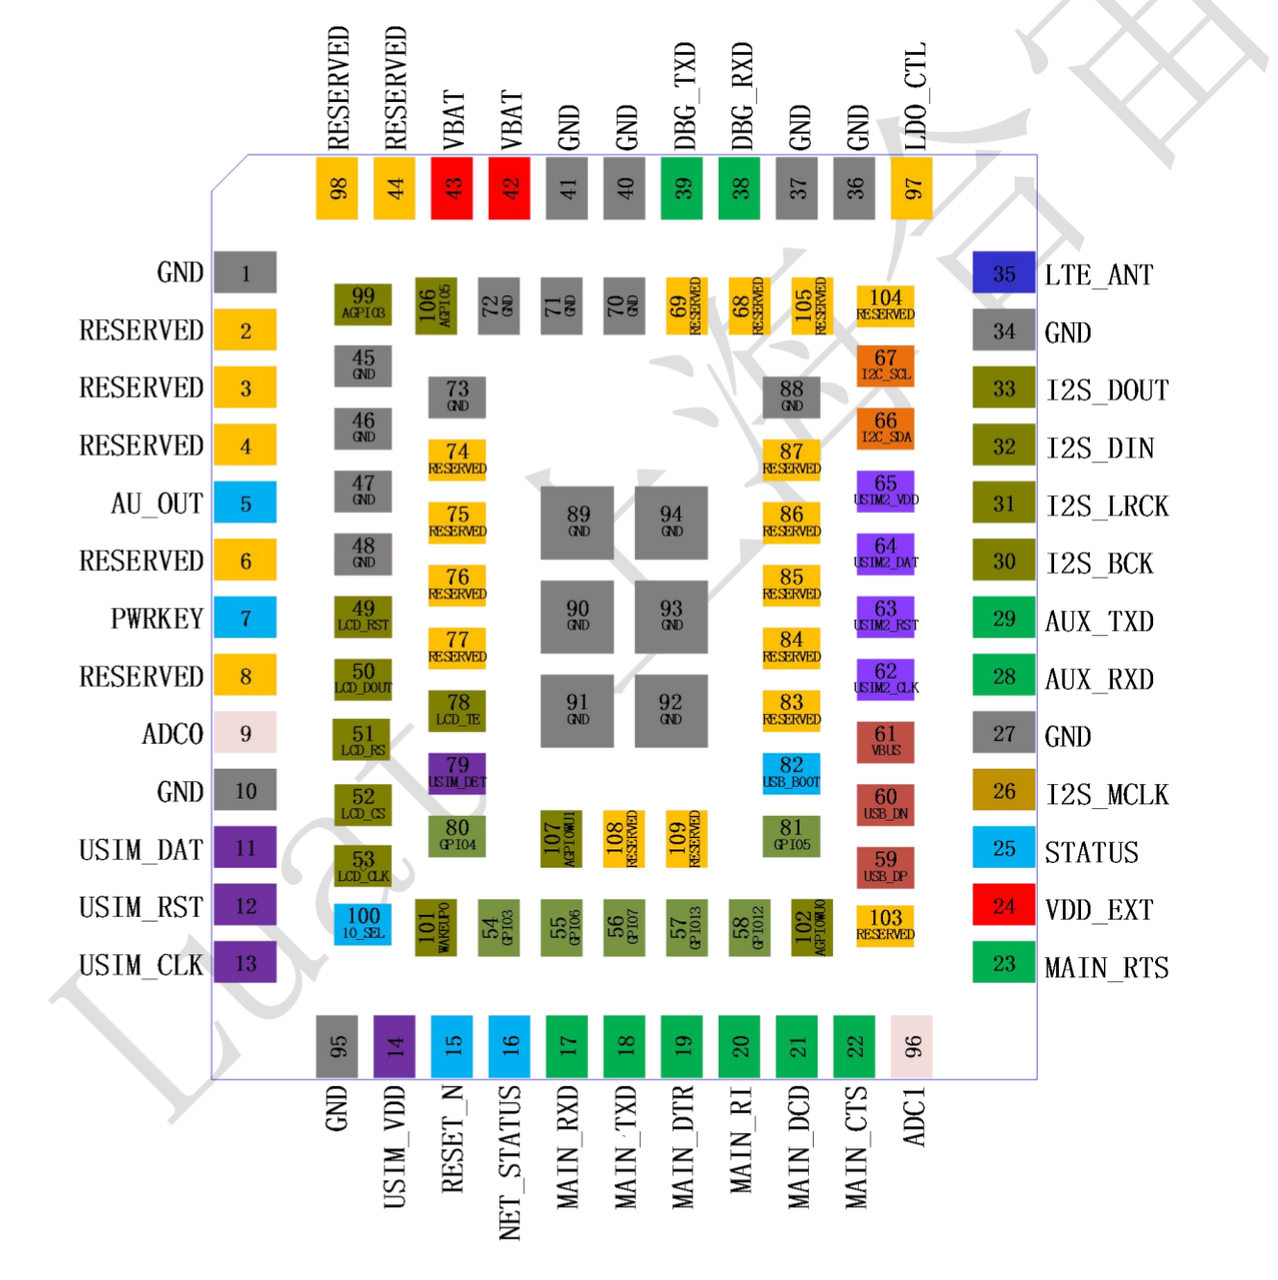 RESERVED
RESERVED
VBAT
VBAT
GND
GND
DBG_TXD
DBG_RXD
GND
GND
LDO_CTL
98
44
43
42
41
40
39
38
37
36
97
GND 1
RESERVED 2
RESERVED 3
RESERVED 4
AU_OUT 5
RESERVED 6
PWRKEY 7
RESERVED 8
ADC0 9
GND 10
USIM_DAT 11
USIM_RST 12
USIM_CLK 13
99
AGPIO3
45
GND
46
GND
47
GND
48
GND
49
LCD_RST
50
LCD_DOUT
51
LCD_RS
52
LCD_CS
53
LCD_CLK
100
IO_SEL
106
AGPIO5
72
GND
71
GND
70
GND
69
RESERVED
68
RESERVED
105
RESERVED
73
GND
74
RESERVED
75
RESERVED
76
RESERVED
77
RESERVED
78
LCD_TE
79
USIM_DET
80
GPIO4
89
GND
94
GND
90
GND
93
GND
91
GND
92
GND
88
GND
87
RESERVED
86
RESERVED
85
RESERVED
84
RESERVED
83
RESERVED
82
USB_BOOT
81
GPIO5
107
AGPIOWU1
108
RESERVED
109
RESERVED
101
WAKEUP0
54
GPIO3
55
GPIO6
56
GPIO7
57
GPIO13
58
GPIO12
102
AGPIOWU0
104
RESERVED
67
I2C_SCL
66
I2C_SDA
65
USIM2_VDD
64
USIM2_DAT
63
USIM2_RST
62
USIM2_CLK
61
VBUS
60
USB_DN
59
USB_DP
103
RESERVED
35 LTE_ANT
34 GND
33 I2S_DOUT
32 I2S_DIN
31 I2S_LRCK
30 I2S_BCK
29 AUX_TXD
28 AUX_RXD
27 GND
26 I2S_MCLK
25 STATUS
24 VDD_EXT
23 MAIN_RTS
95
14
15
16
17
18
19
20
21
22
96
GND
USIM_VDD
RESET_N
NET_STATUS
MAIN_RXD
MAIN_TXD
MAIN_DTR
MAIN_RI
MAIN_DCD
MAIN_CTS
ADC1
Luat 上海合宙